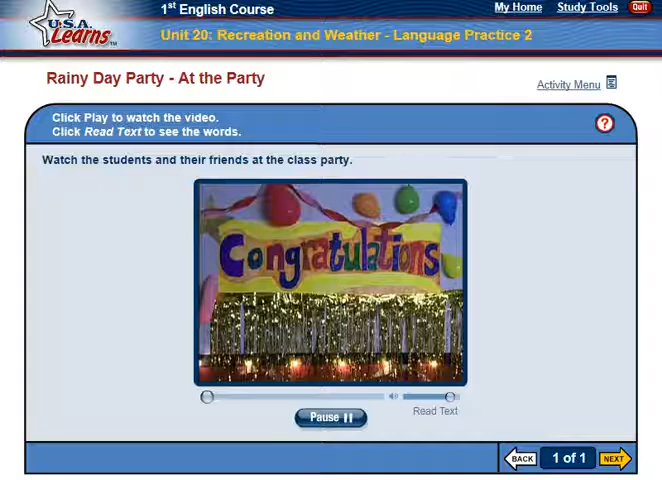 U.S.A.
Learns™
1st English Course
My Home Study Tools Quit
Unit 20: Recreation and Weather - Language Practice 2
Rainy Day Party - At the Party
Activity Menu
Click Play to watch the video.
Click Read Text to see the words.
?
Watch the students and their friends at the class party.
Congratulations
Pause
Read Text
BACK 1 of 1 NEXT